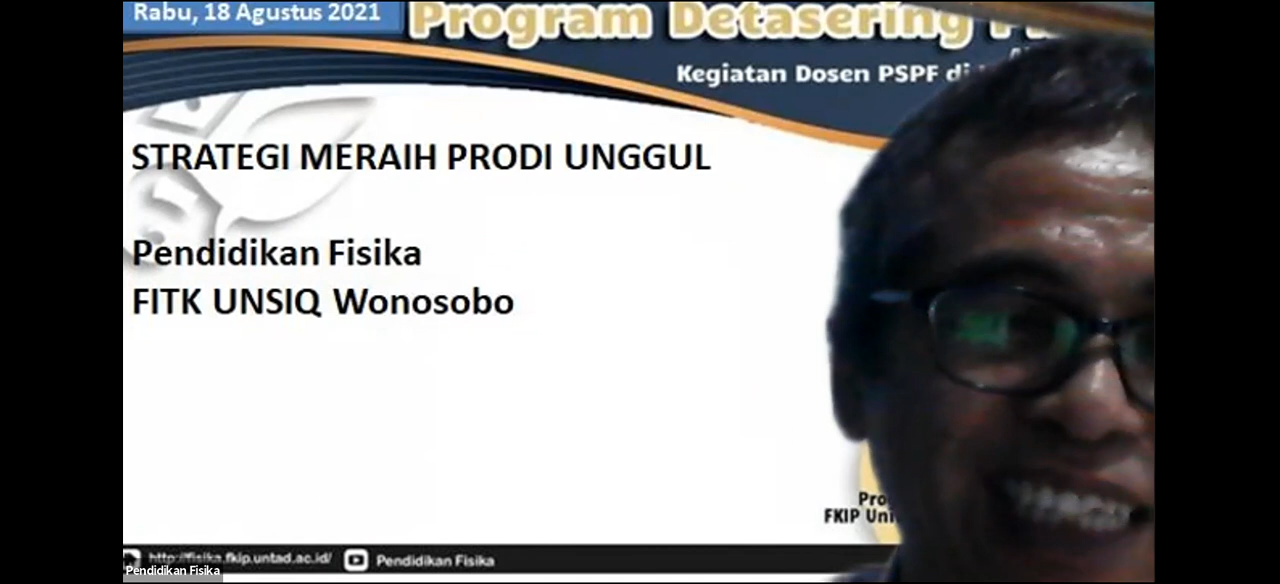 Rabu, 18 Agustus 2021
Program Detasering
Kegiatan Dosen PSPF di
STRATEGI MERAIH PRODI UNGGUL
Pendidikan Fisika
FITK UNSIQ Wonosobo
FKIP
http://fisika.fkip.untad.ac.id/
Pendidikan Fisika
Pendidikan Fisika